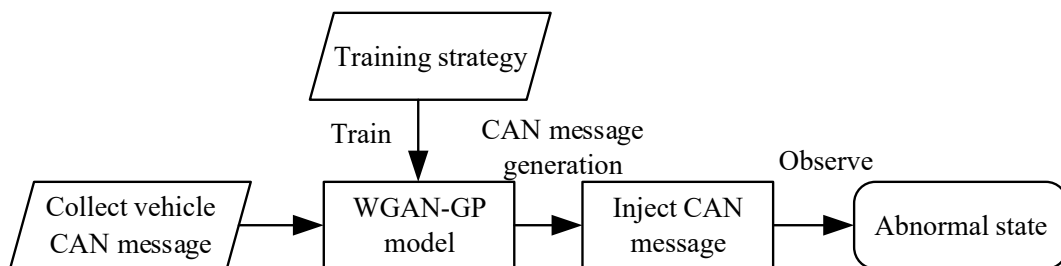 Training strategy
Train
CAN message
generation
Observe
Collect vehicle
CAN message
WGAN-GP
model
Inject CAN
message
Abnormal state